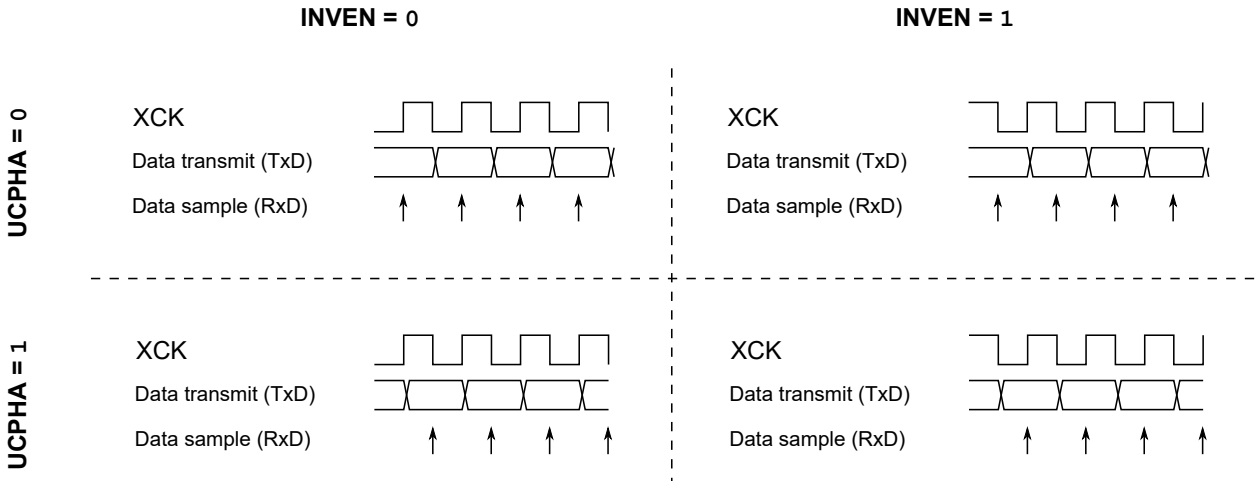 INVEN = 0
INVEN = 1
UCPHA = 0
XCK
Data transmit (TxD)
Data sample (RxD)
XCK
Data transmit (TxD)
Data sample (RxD)
UCPHA = 1
XCK
Data transmit (TxD)
Data sample (RxD)
XCK
Data transmit (TxD)
Data sample (RxD)